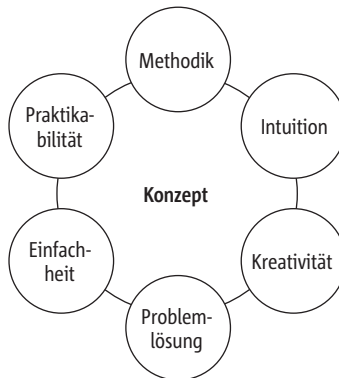 Methodik
Praktika-
bilität
Intuition
Konzept
Einfach-
heit
Kreativität
Problem-
lösung